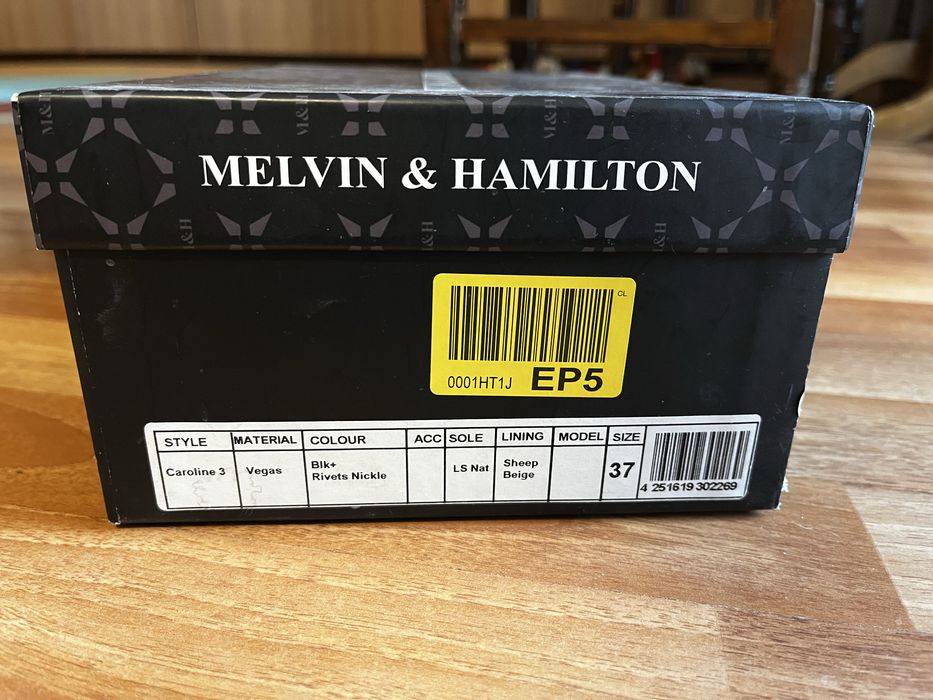 MELVIN & HAMILTON
M&H
M&H
M&H
M&H
M&H
M&H
M&H
CL
0001HT1J EP5
STYLE MATERIAL COLOUR ACC SOLE LINING MODEL SIZE
Caroline 3 Vegas Blk+ LS Nat Sheep 37
Rivets Nickle Beige
4 251619 302269